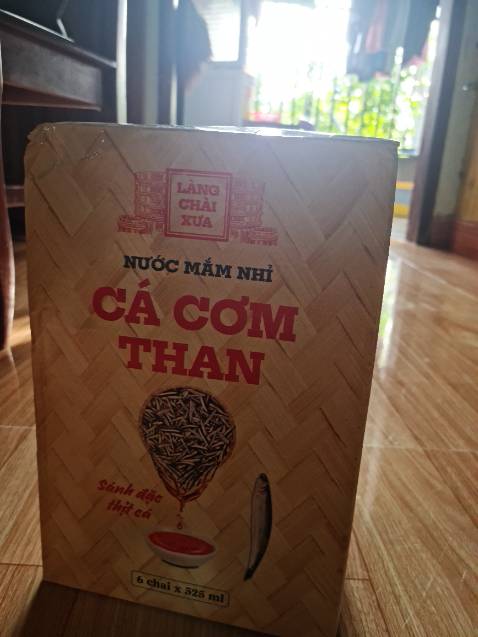 LÀNG
CHÀI
XƯA
NƯỚC MẮM NHỈ
CÁ CƠM
THAN
Sánh đặc
thịt cá
6 chai x 525 ml